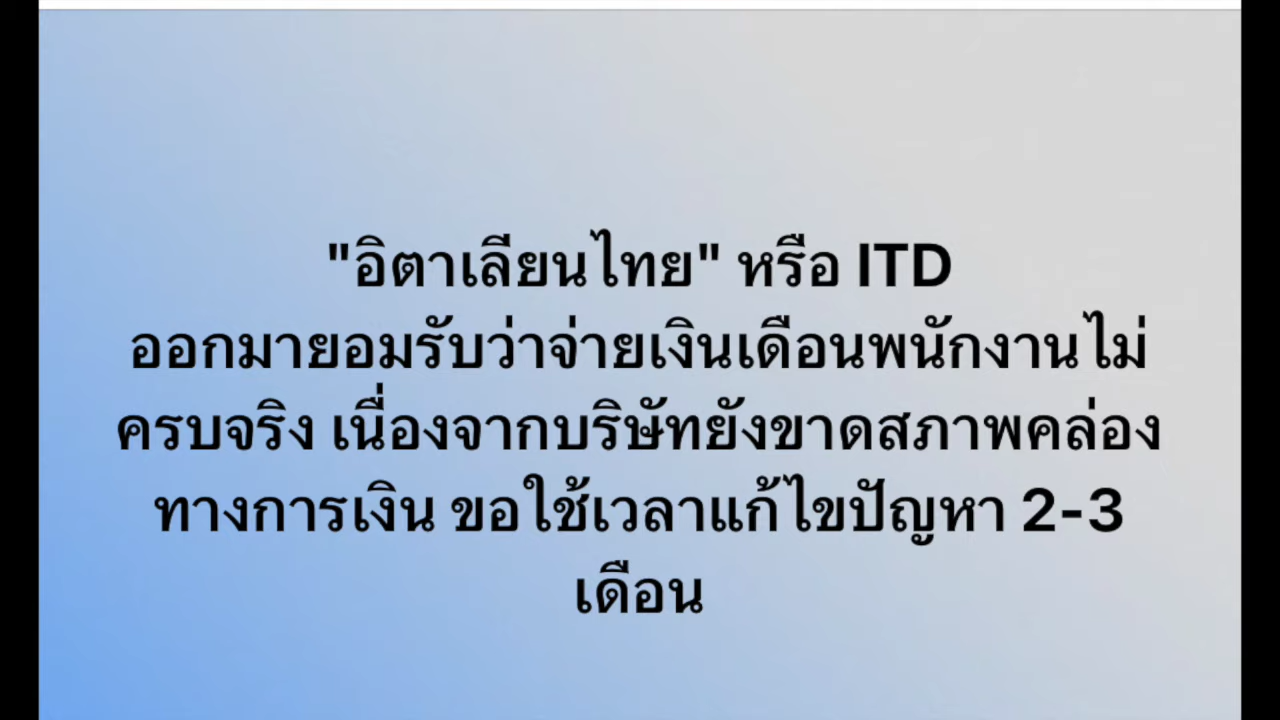 "อิตาเลียนไทย" หรือ ITD
ออกมายอมรับว่าจ่ายเงินเดือนพนักงานไม่
ครบจริง เนื่องจากบริษัทยังขาดสภาพคล่อง
ทางการเงิน ขอใช้เวลาแก้ไขปัญหา 2-3
เดือน